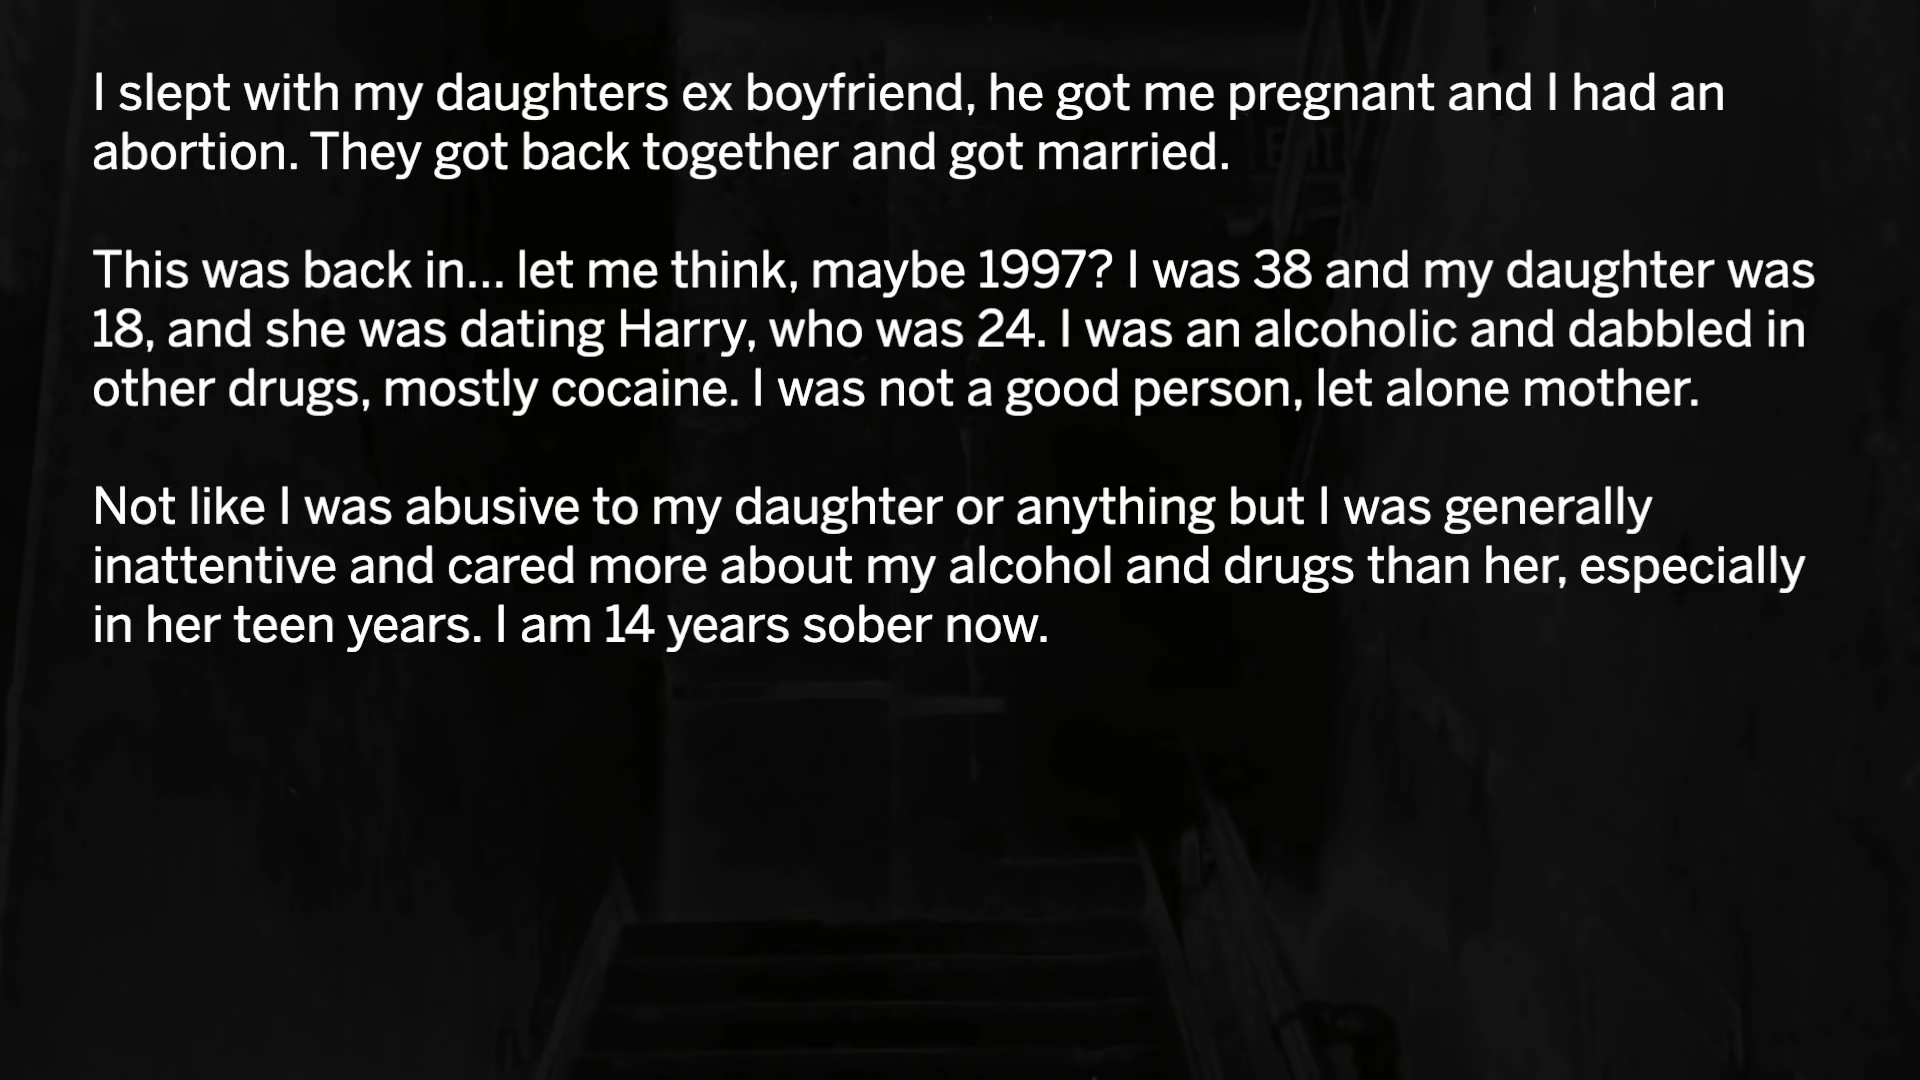 I slept with my daughters ex boyfriend, he got me pregnant and I had an
abortion. They got back together and got married.
This was back in... let me think, maybe 1997? I was 38 and my daughter was
18, and she was dating Harry, who was 24. I was an alcoholic and dabbled in
other drugs, mostly cocaine. I was not a good person, let alone mother.
Not like I was abusive to my daughter or anything but I was generally
inattentive and cared more about my alcohol and drugs than her, especially
in her teen years. I am 14 years sober now.